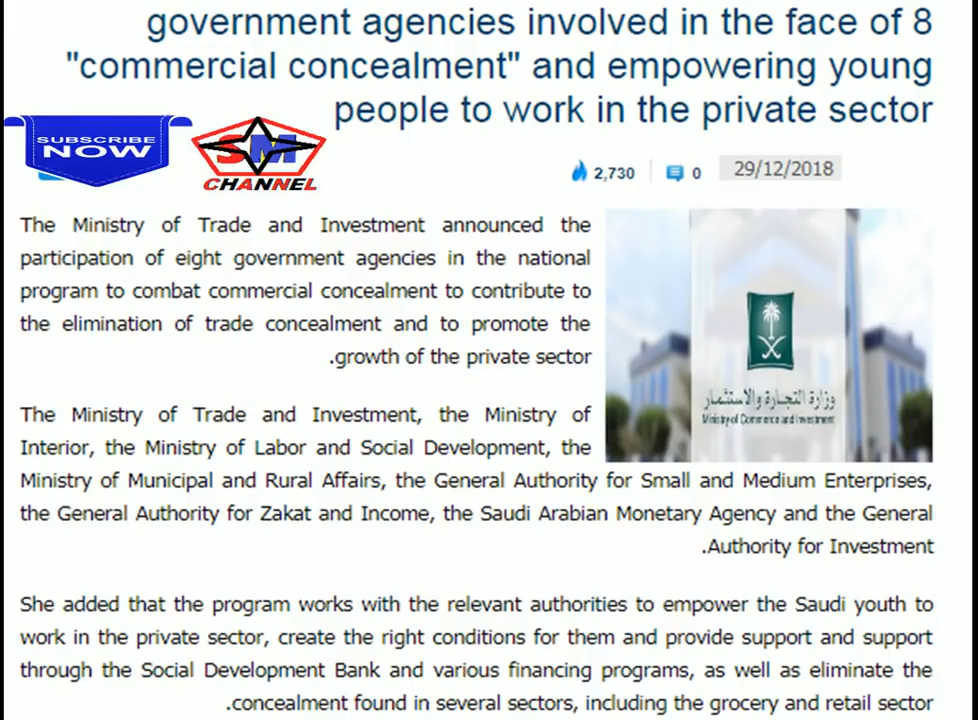 government agencies involved in the face of 8
"commercial concealment" and empowering young
people to work in the private sector
SUBSCRIBE
NOW
SM
CHANNEL
2,730
0
29/12/2018
The Ministry of Trade and Investment announced the
participation of eight government agencies in the national
program to combat commercial concealment to contribute to
the elimination of trade concealment and to promote the
.growth of the private sector
وزارة التجارة والاستثمار
Ministry of Commerce and Investment
The Ministry of Trade and Investment, the Ministry of
Interior, the Ministry of Labor and Social Development, the
Ministry of Municipal and Rural Affairs, the General Authority for Small and Medium Enterprises,
the General Authority for Zakat and Income, the Saudi Arabian Monetary Agency and the General
.Authority for Investment
She added that the program works with the relevant authorities to empower the Saudi youth to
work in the private sector, create the right conditions for them and provide support and support
through the Social Development Bank and various financing programs, as well as eliminate the
.concealment found in several sectors, including the grocery and retail sector